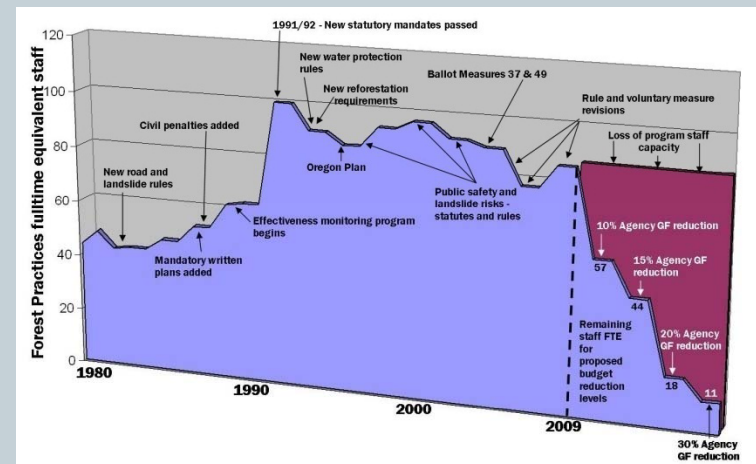 1991/92 - New statutory mandates passed
120
100
80
60
40
20
0
Forest Practices fulltime equivalent staff
New water protection
rules
New reforestation
requirements
Ballot Measures 37 & 49
Rule and voluntary measure
revisions
Civil penalties added
Loss of program staff
capacity
New road and
landslide rules
Oregon Plan
Public safety and
landslide risks -
statutes and rules
Effectiveness monitoring program
begins
Mandatory written
plans added
10% Agency GF reduction
57
15% Agency GF
reduction
44
Remaining
staff FTE
for
proposed
budget
reduction
levels
20% Agency
GF reduction
18
11
1980
1990
2000
2009
30% Agency
GF reduction